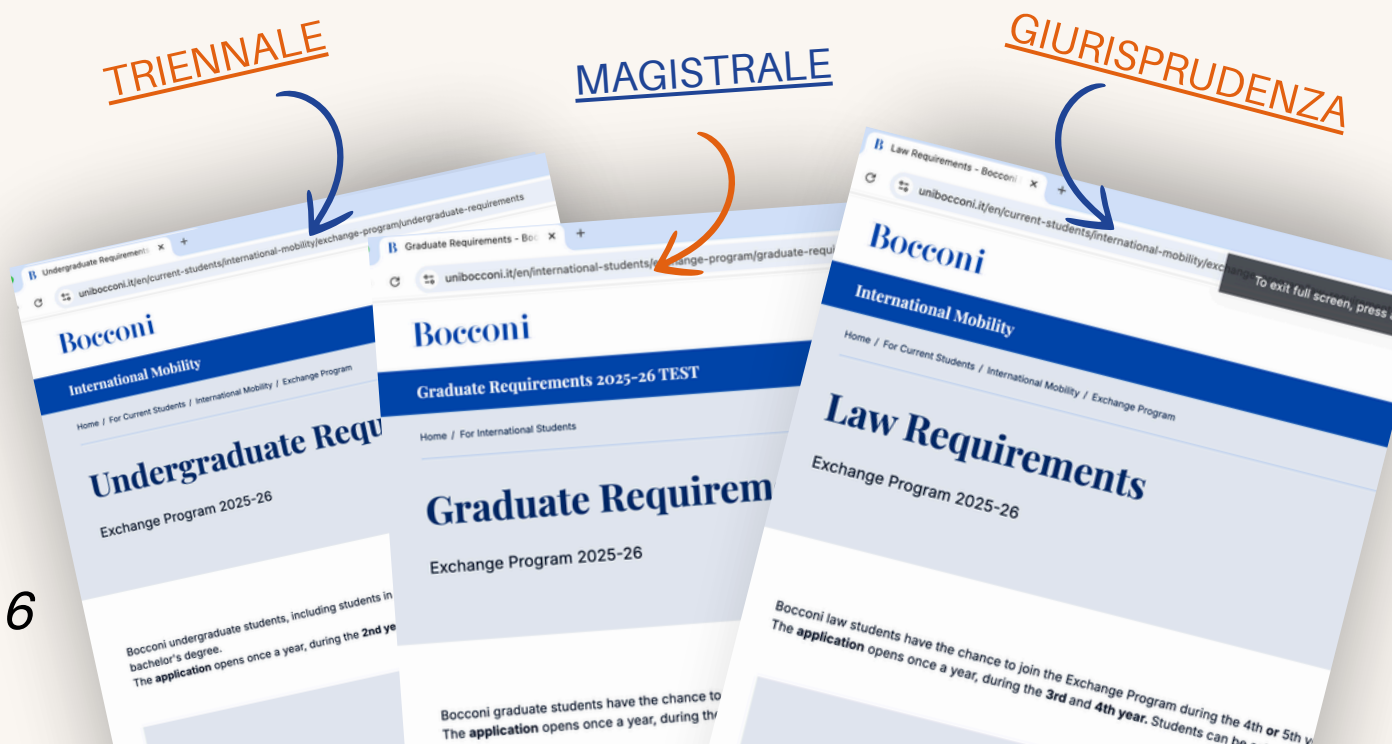 TRIENNALE
MAGISTRALE
GIURISPRUDENZA
Undergraduate Requirements
unibocconi.it/en/current-students/international-mobility/exchange-program/undergraduate-requirements
Bocconi
International Mobility
Home / For Current Students / International Mobility / Exchange Program
Undergraduate Requ
Exchange Program 2025-26
Bocconi undergraduate students, including students in
bachelor's degree.
The application opens once a year, during the 2nd ye
Graduate Requirements - Boc
unibocconi.it/en/international-students/exchange-program/graduate-requi
Bocconi
Graduate Requirements 2025-26 TEST
Home / For International Students
Graduate Requirem
Exchange Program 2025-26
Bocconi graduate students have the chance to
The application opens once a year, during the
Law Requirements - Bocconi
unibocconi.it/en/current-students/international-mobility/exchange
To exit full screen, press
Bocconi
International Mobility
Home / For Current Students / International Mobility / Exchange Program
Law Requirements
Exchange Program 2025-26
Bocconi law students have the chance to join the Exchange Program during the 4th or 5th
The application opens once a year, during the 3rd and 4th year. Students can be
6